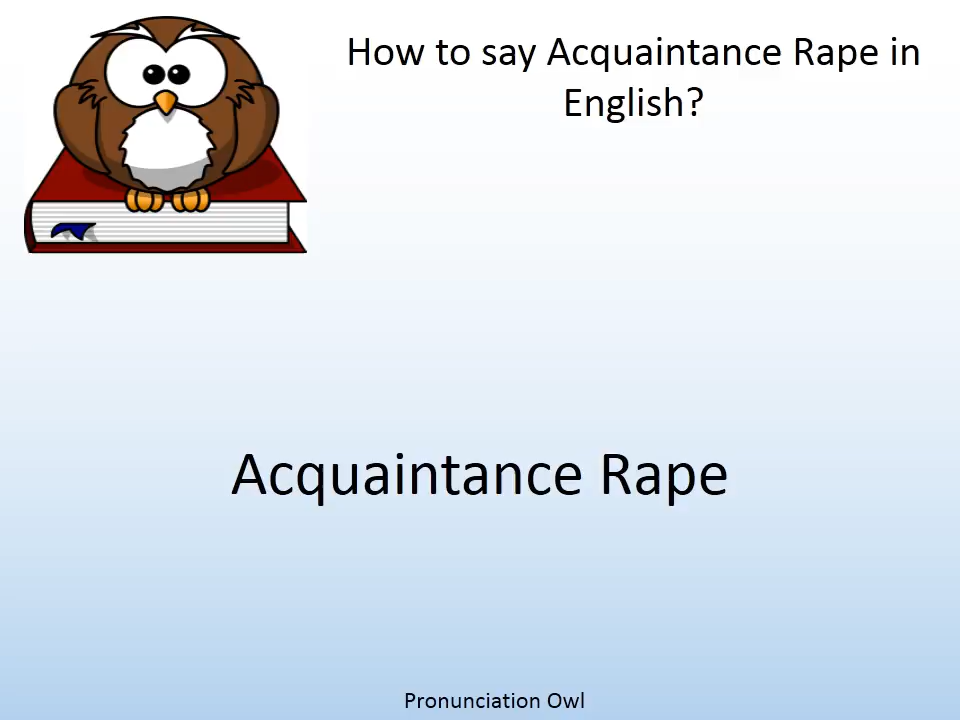 How to say Acquaintance Rape in
English?
Acquaintance Rape
Pronunciation Owl